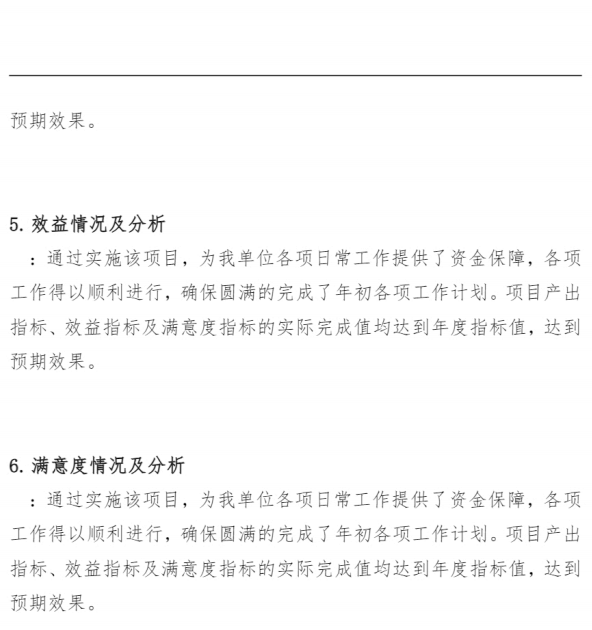 预期效果。
5. 效益情况及分析
：通过实施该项目，为我单位各项日常工作提供了资金保障，各项
工作得以顺利进行，确保圆满的完成了年初各项工作计划。项目产出
指标、效益指标及满意度指标的实际完成值均达到年度指标值，达到
预期效果。
6. 满意度情况及分析
：通过实施该项目，为我单位各项日常工作提供了资金保障，各项
工作得以顺利进行，确保圆满的完成了年初各项工作计划。项目产出
指标、效益指标及满意度指标的实际完成值均达到年度指标值，达到
预期效果。